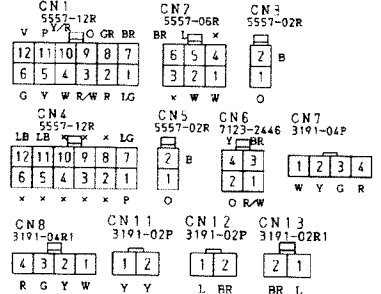 CN1 CN2 CN3
5557-12R 5557-06R 5557-02R
V P Y/R O GR BR BR L × 
12 11 10 9 8 7 6 5 4 2 B
6 5 4 3 2 1 3 2 1 1
G Y W R/W R LG × W W O
CN4 CN5 CN6 CN7
5557-12R 5557-02R 7123-2446 3191-04P
LB LB × × × LG Y BR
12 11 10 9 8 7 2 B 4 3 1 2 3 4
6 5 4 3 2 1 1 2 1 W Y G R
× × × × × P O O R/W
CN8 CN11 CN12 CN13
3191-04R1 3191-02P 3191-02P 3191-02R1
4 3 2 1 1 2 1 2 2 1
R G Y W Y Y L BR BR L